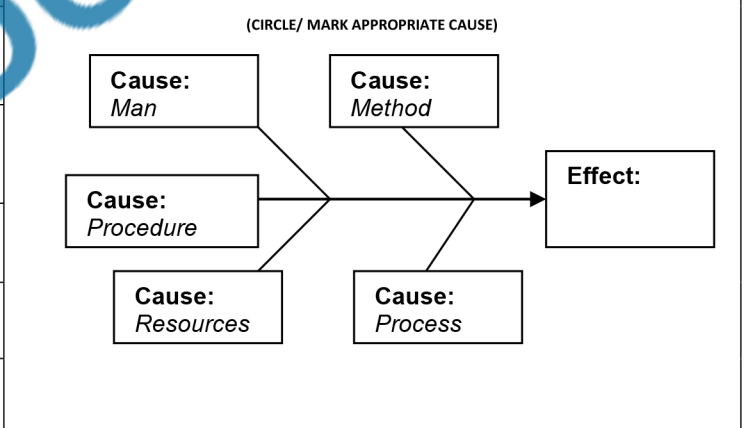 (CIRCLE/ MARK APPROPRIATE CAUSE)
Cause:
Man
Cause:
Method
Cause:
Procedure
Effect:
Cause:
Resources
Cause:
Process